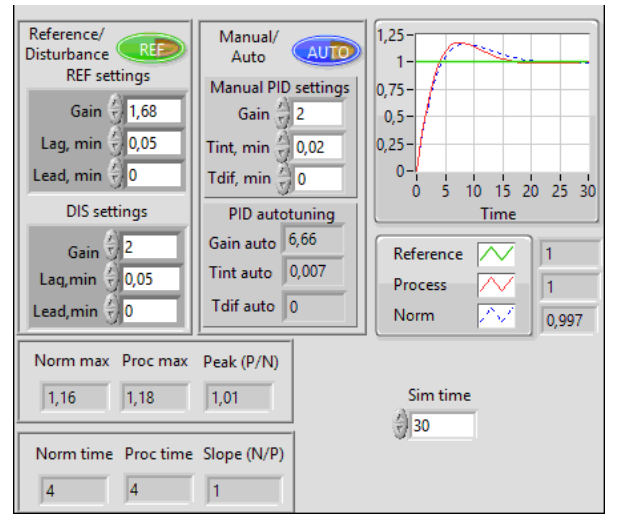 Reference/
Disturbance REF
REF settings
Gain 1,68
Lag, min 0,05
Lead, min 0
DIS settings
Gain 2
Lag,min 0,05
Lead,min 0
Manual/
Auto AUTO
Manual PID settings
Gain 2
Tint, min 0,02
Tdif, min 0
PID autotuning
Gain auto 6,66
Tint auto 0,007
Tdif auto 0
1,25
1
0,75
0,5
0,25
0
0 5 10 15 20 25 30
Time
Reference 1
Process 1
Norm 0,997
Norm max Proc max Peak (P/N)
1,16 1,18 1,01
Sim time
30
Norm time Proc time Slope (N/P)
4 4 1